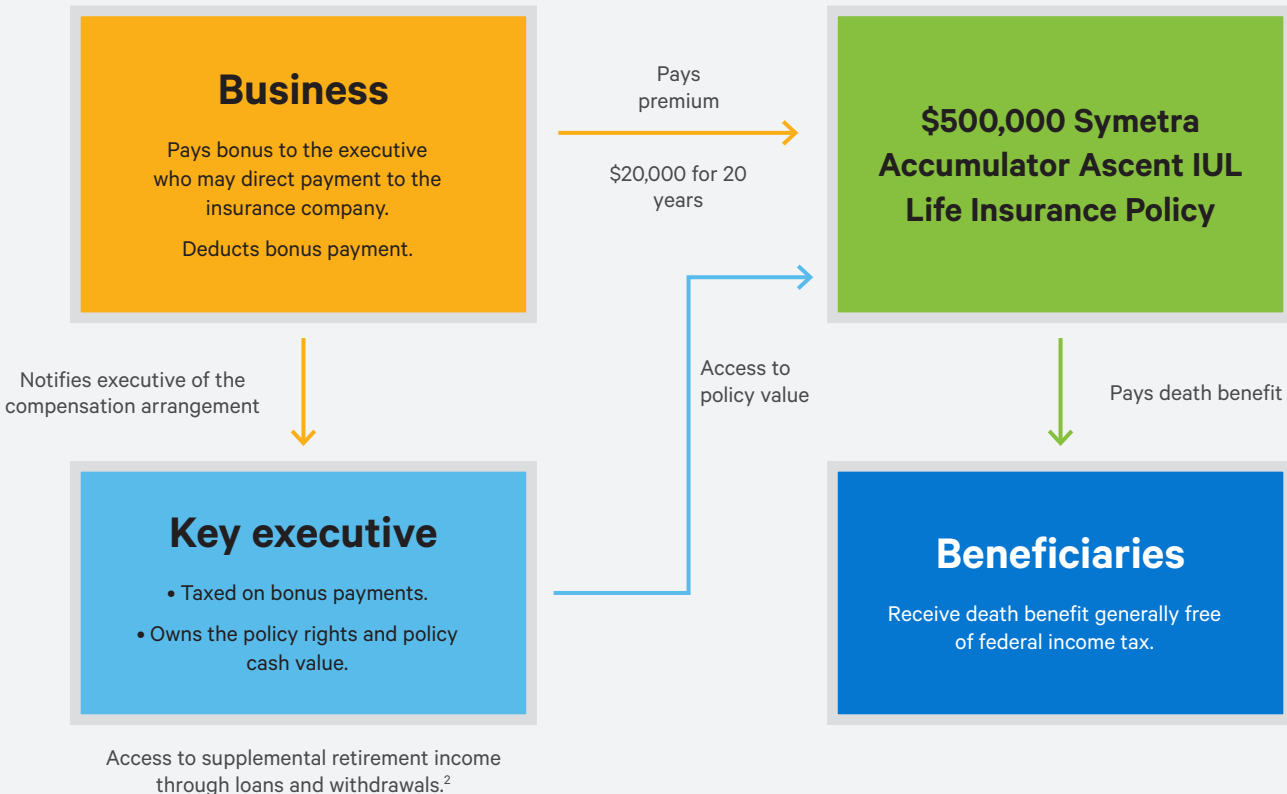 Business
Pays bonus to the executive
who may direct payment to the
insurance company.
Deducts bonus payment.
Pays
premium
$20,000 for 20
years
$500,000 Symetra
Accumulator Ascent IUL
Life Insurance Policy
Notifies executive of the
compensation arrangement
Access to
policy value
Pays death benefit
Key executive
• Taxed on bonus payments.
• Owns the policy rights and policy
cash value.
Beneficiaries
Receive death benefit generally free
of federal income tax.
Access to supplemental retirement income
through loans and withdrawals.²